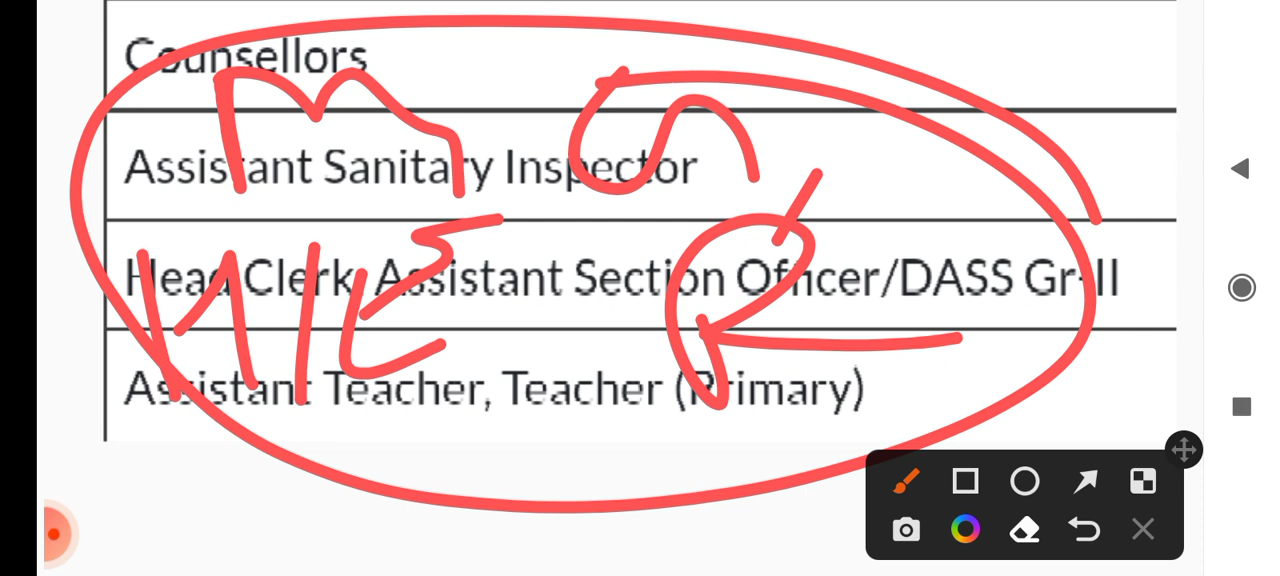 Counsellors
Assistant Sanitary Inspector
Head Clerk, Assistant Section Officer/DASS Gr-II
Assistant Teacher, Teacher (Primary)